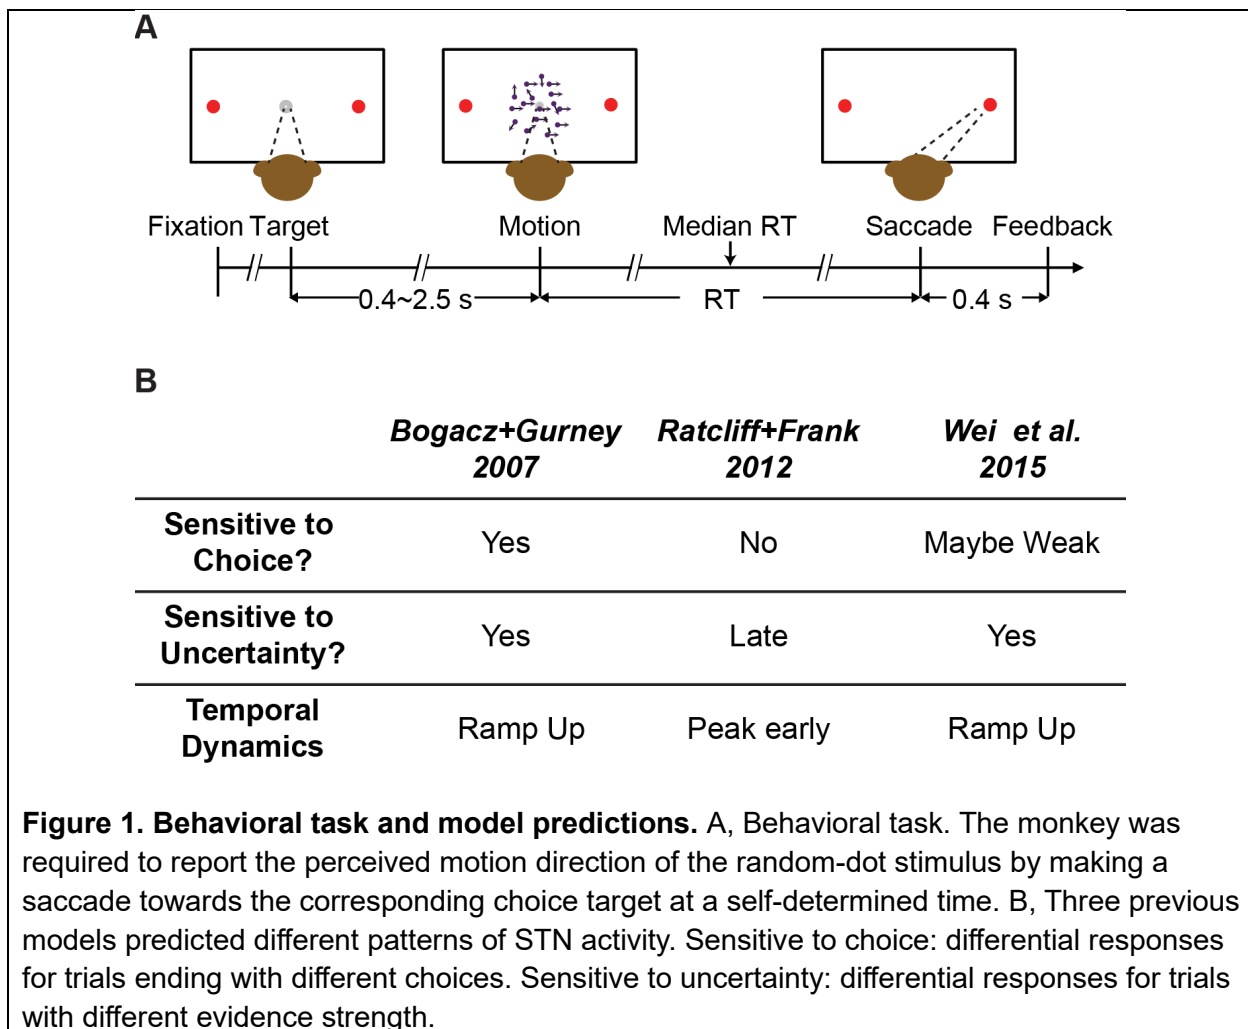 A
Fixation Target Motion Median RT Saccade Feedback
0.4~2.5 s RT 0.4 s
B
Bogacz+Gurney 2007 Ratcliff+Frank 2012 Wei et al. 2015
Sensitive to Choice? Yes No Maybe Weak
Sensitive to Uncertainty? Yes Late Yes
Temporal Dynamics Ramp Up Peak early Ramp Up
Figure 1. Behavioral task and model predictions. A, Behavioral task. The monkey was
required to report the perceived motion direction of the random-dot stimulus by making a
saccade towards the corresponding choice target at a self-determined time. B, Three previous
models predicted different patterns of STN activity. Sensitive to choice: differential responses
for trials ending with different choices. Sensitive to uncertainty: differential responses for trials
with different evidence strength.